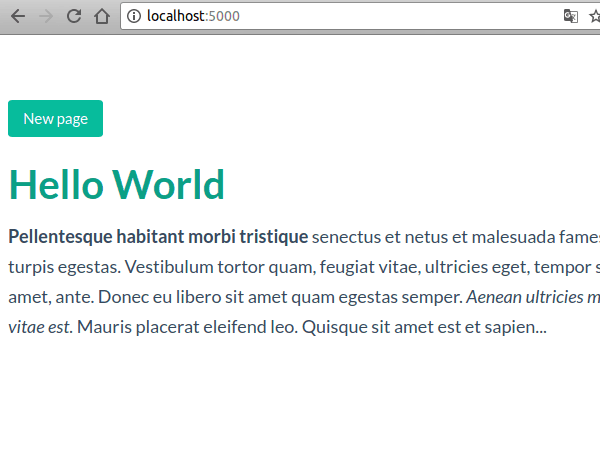 localhost:5000
New page
Hello World
Pellentesque habitant morbi tristique senectus et netus et malesuada fames
turpis egestas. Vestibulum tortor quam, feugiat vitae, ultricies eget, tempor s
amet, ante. Donec eu libero sit amet quam egestas semper. Aenean ultricies m
vitae est. Mauris placerat eleifend leo. Quisque sit amet est et sapien...